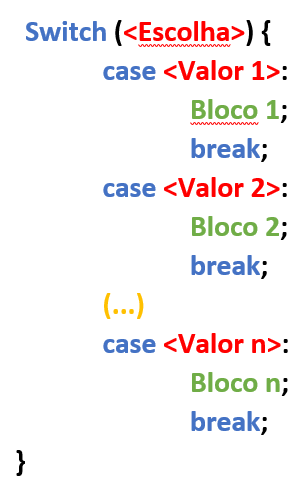 Switch (<Escolha>) {
case <Valor 1>:
Bloco 1;
break;
case <Valor 2>:
Bloco 2;
break;
(...)
case <Valor n>:
Bloco n;
break;
}